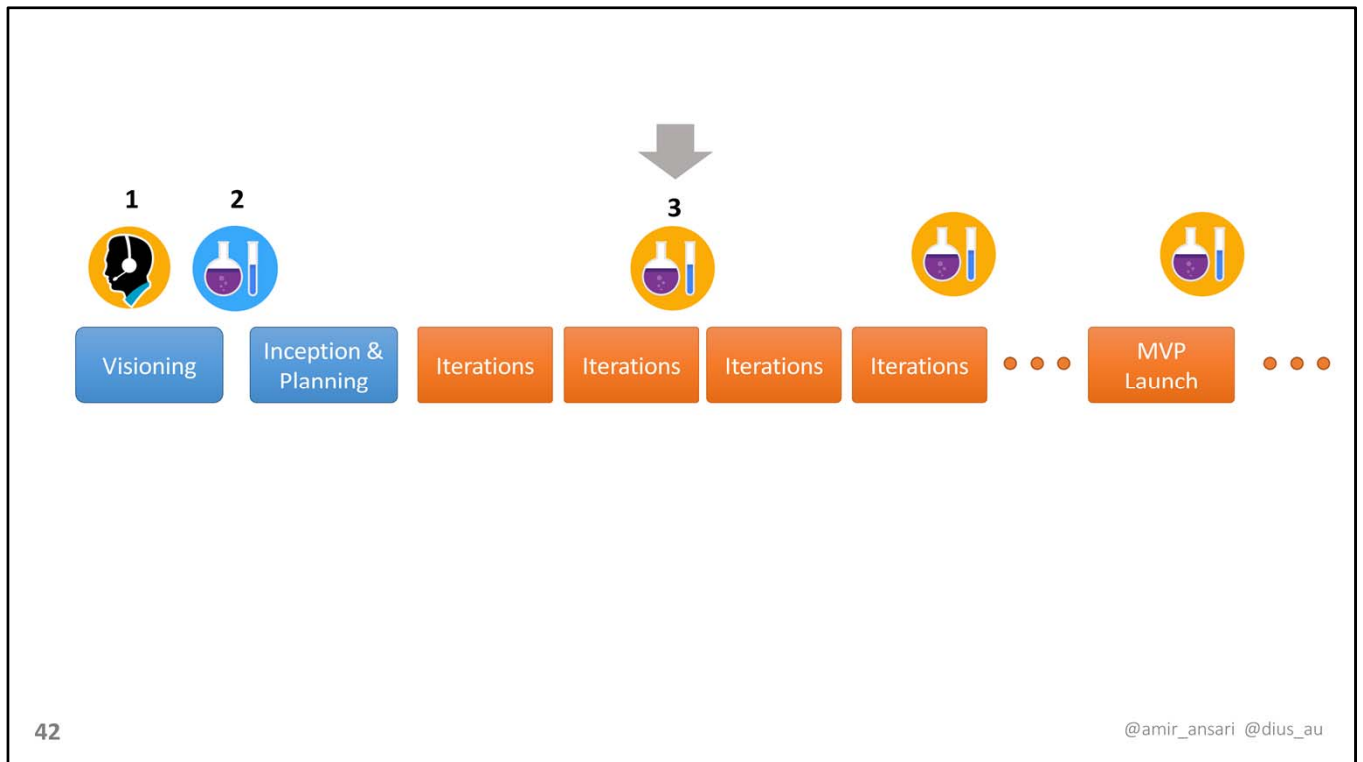 1
2
3
Visioning
Inception &
Planning
Iterations
Iterations
Iterations
Iterations
MVP
Launch
42
@amir_ansari @dius_au